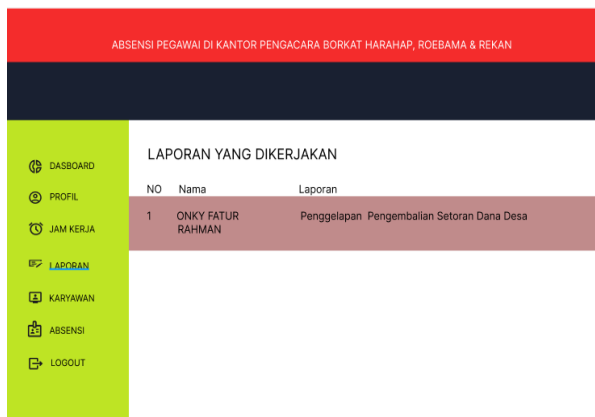 ABSENSI PEGAWAI DI KANTOR PENGACARA BORKAT HARAHAP, ROEBAMA & REKAN
DASBOARD
PROFIL
JAM KERJA
LAPORAN
KARYAWAN
ABSENSI
LOGOUT
LAPORAN YANG DIKERJAKAN
NO Nama Laporan
1 ONKY FATUR Penggelapan Pengembalian Setoran Dana Desa
RAHMAN